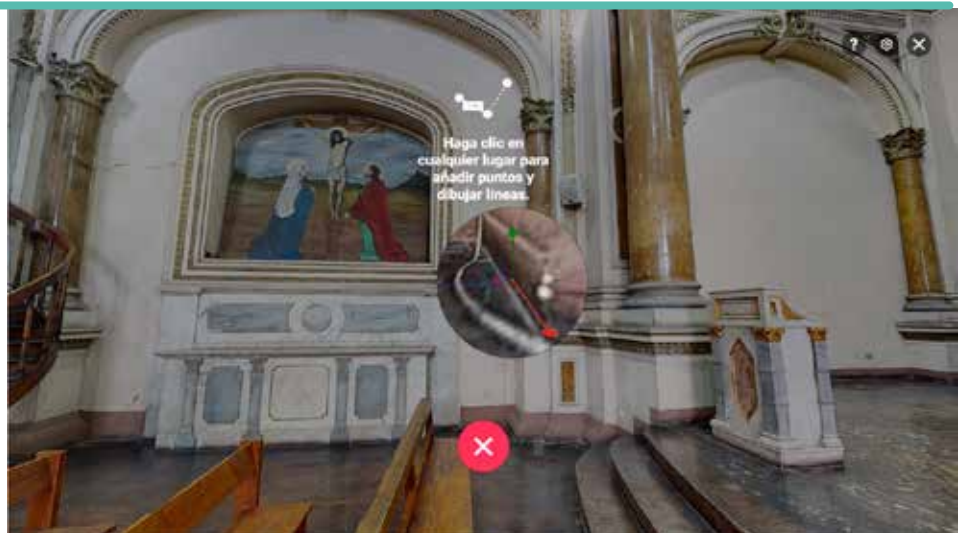 Haga clic en
cualquier lugar para
añadir puntos y
dibujar líneas.